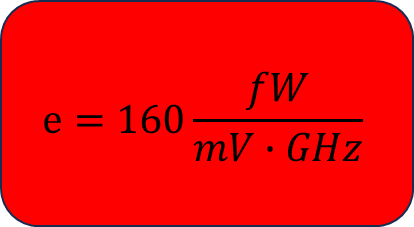 e = 160 fW / mV · GHz